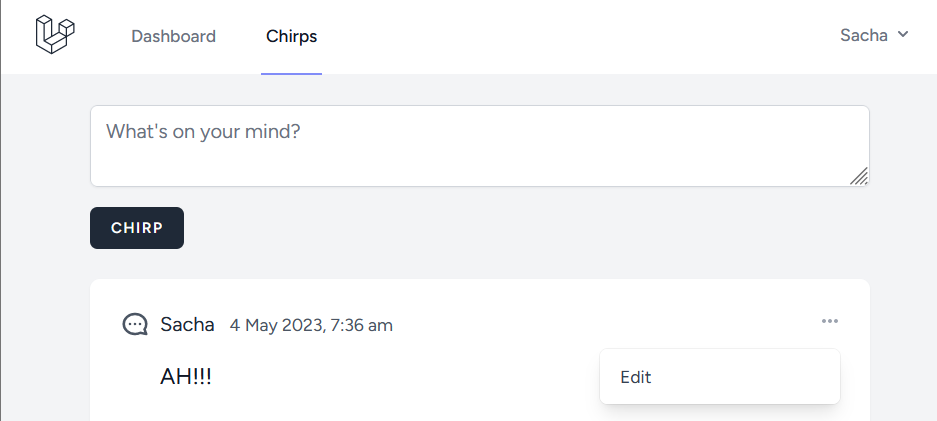 Dashboard Chirps Sacha
What's on your mind?
CHIRP
Sacha 4 May 2023, 7:36 am
AH!!!
Edit